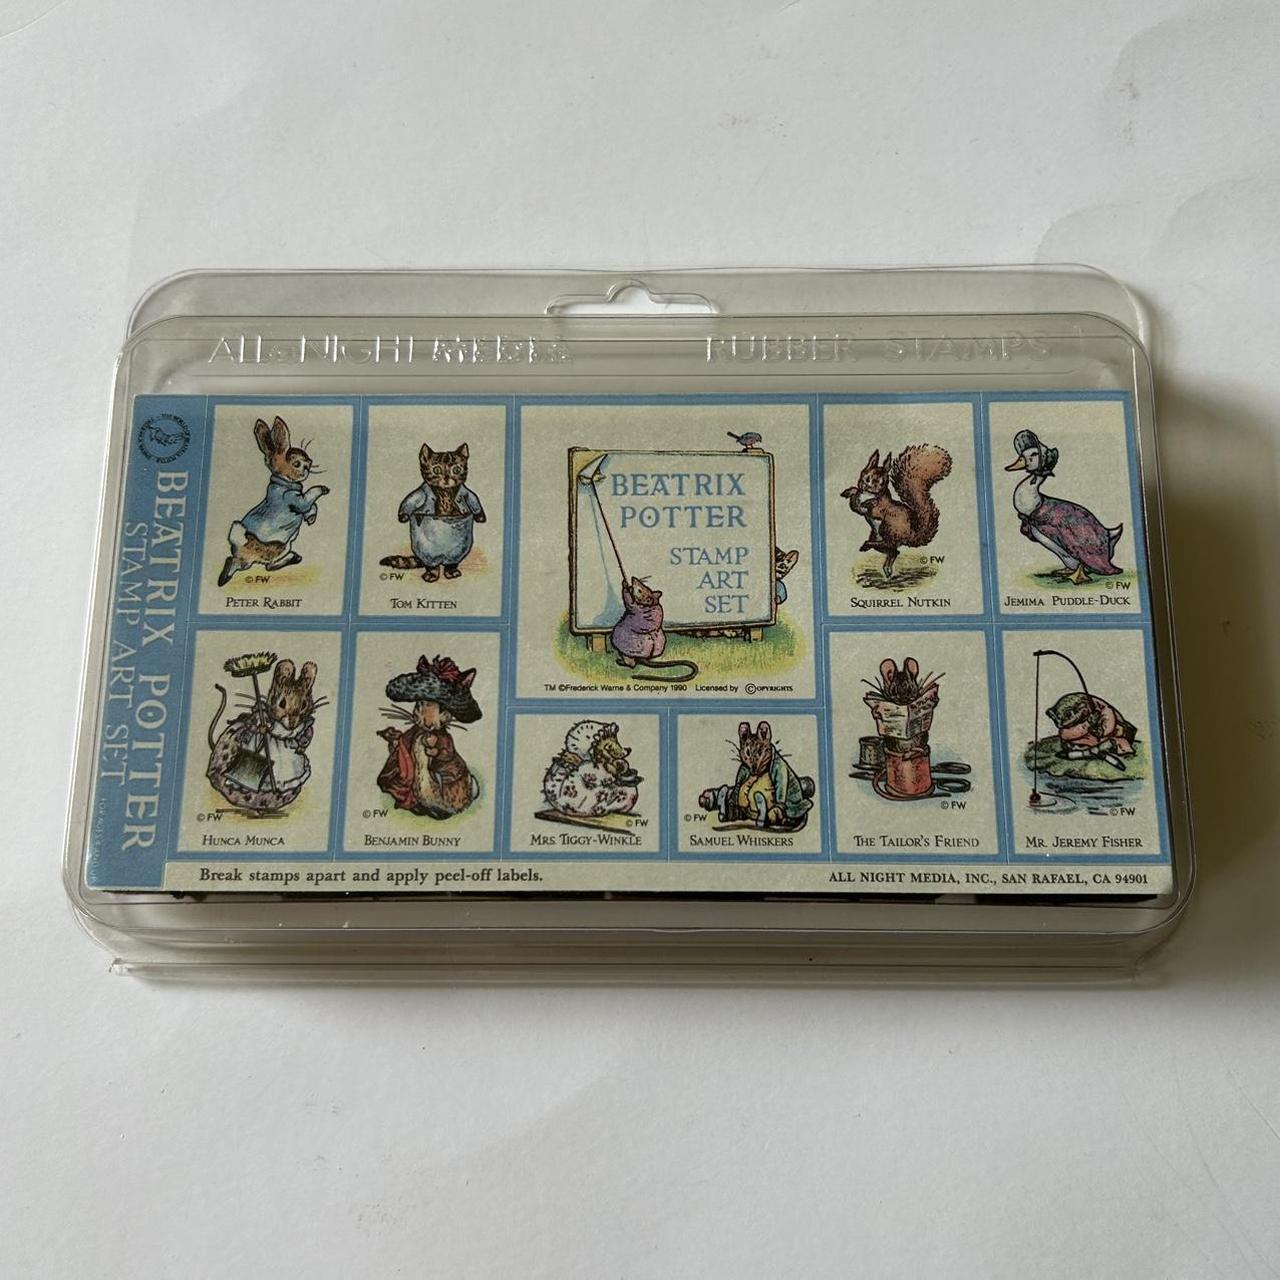 ALL NIGHT MEDIA RUBBER STAMPS
BEATRIX POTTER
STAMP ART SET
BEATRIX
POTTER
STAMP
ART
SET
TM ©Frederick Warne & Company 1990 Licensed by ©COPYRIGHTS
© FW
PETER RABBIT
© FW
TOM KITTEN
© FW
SQUIRREL NUTKIN
© FW
JEMIMA PUDDLE-DUCK
© FW
HUNCA MUNCA
© FW
BENJAMIN BUNNY
© FW
MRS. TIGGY-WINKLE
© FW
SAMUEL WHISKERS
© FW
THE TAILOR'S FRIEND
© FW
MR. JEREMY FISHER
Break stamps apart and apply peel-off labels.
ALL NIGHT MEDIA, INC., SAN RAFAEL, CA 94901